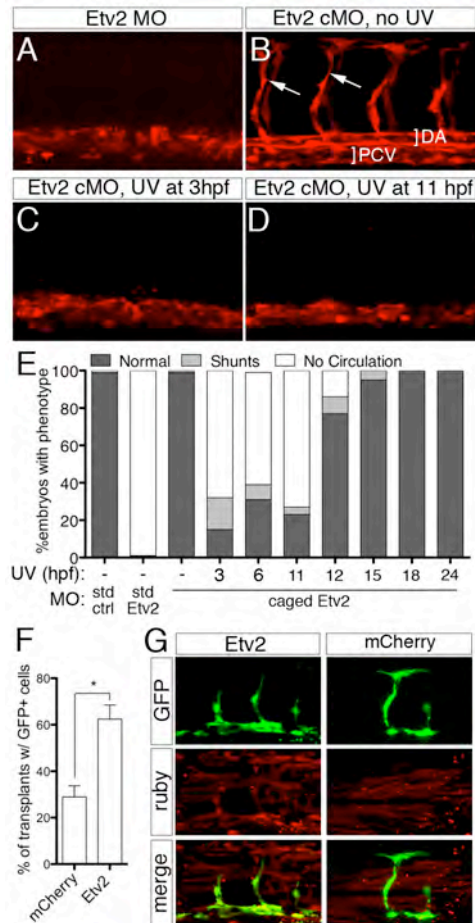 Etv2 MO
Etv2 cMO, no UV
A
B
]DA
]PCV
Etv2 cMO, UV at 3hpf
Etv2 cMO, UV at 11 hpf
C
D
E
Normal
Shunts
No Circulation
%embryos with phenotype
100
80
60
40
20
0
UV (hpf): - - - 3 6 11 12 15 18 24
MO: std ctrl std Etv2 caged Etv2
F
G
% of transplants w/ GFP+ cells
80
60
40
20
0
*
mCherry
Etv2
Etv2
mCherry
GFP
ruby
merge